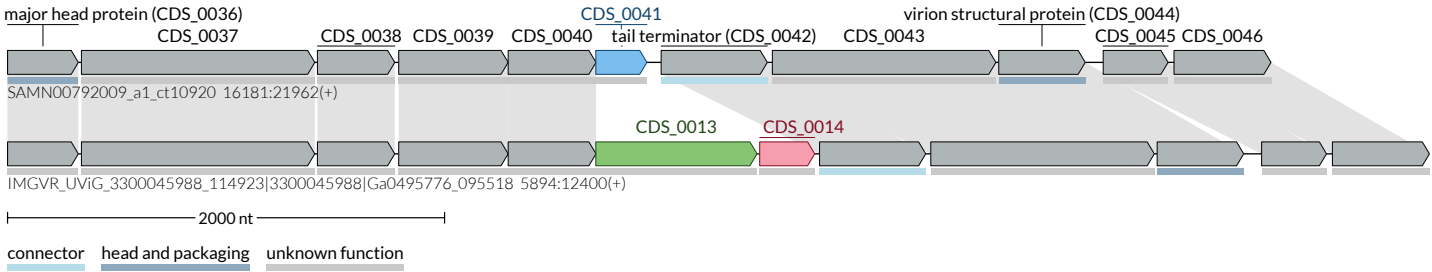 major head protein (CDS_0036)
CDS_0041
virion structural protein (CDS_0044)
CDS_0037
CDS_0038
CDS_0039
CDS_0040
tail terminator (CDS_0042)
CDS_0043
CDS_0045
CDS_0046
SAMN00792009_a1_ct10920 16181:21962(+)
CDS_0013
CDS_0014
IMGVR_UViG_3300045988_114923|3300045988|Ga0495776_095518 5894:12400(+)
2000 nt
connector
head and packaging
unknown function